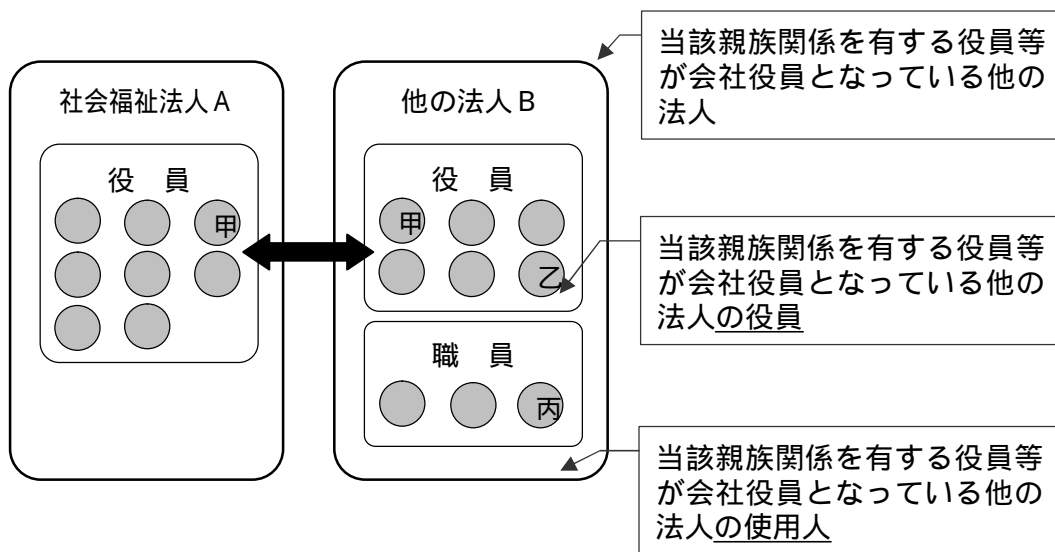 社会福祉法人A
役　員
甲
他の法人B
役　員
甲
乙
職　員
丙
当該親族関係を有する役員等
が会社役員となっている他の
法人
当該親族関係を有する役員等
が会社役員となっている他の
法人の役員
当該親族関係を有する役員等
が会社役員となっている他の
法人の使用人